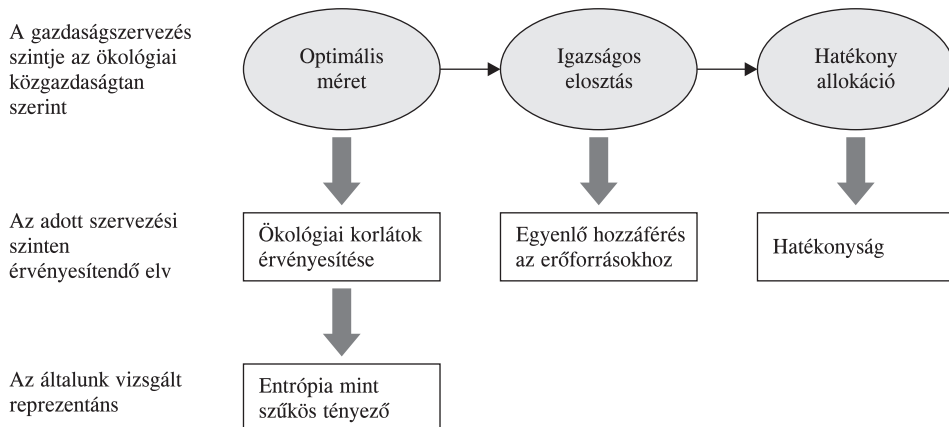 A gazdaságszervezés
szintje az ökológiai
közgazdaságtan
szerint
Optimális
méret
Igazságos
elosztás
Hatékony
allokáció
Az adott szervezési
szinten
érvényesítendő elv
Ökológiai korlátok
érvényesítése
Egyenlő hozzáférés
az erőforrásokhoz
Hatékonyság
Az általunk vizsgált
reprezentáns
Entrópia mint
szűkös tényező